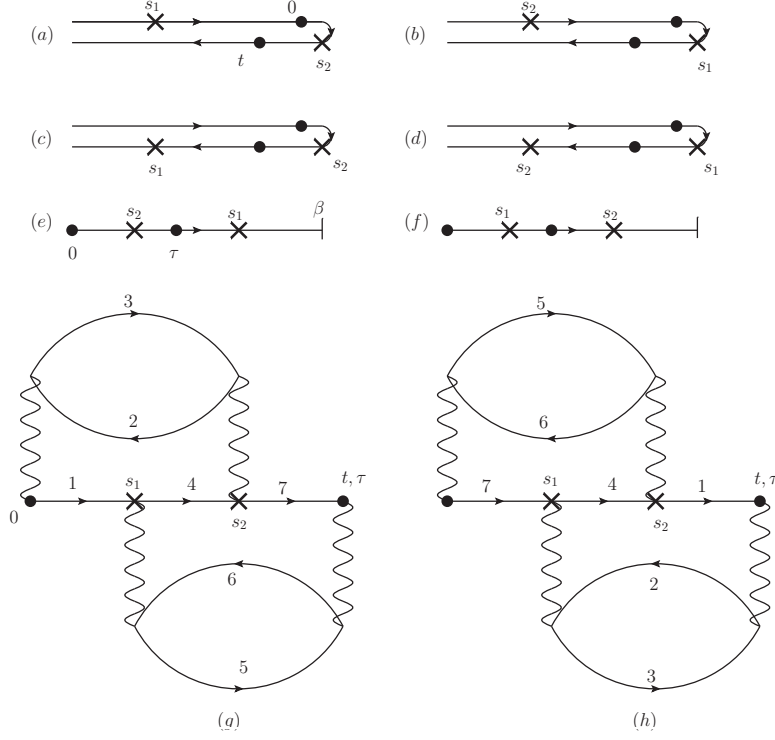 (a) s₁ 0 t s₂
(b) s₂ s₁
(c) s₁ s₂
(d) s₂ s₁
(e) 0 s₂ τ s₁ β
(f) s₁ s₂
3
2
1 s₁ 4 7 t, τ
0 s₂
6
5
(g)
5
6
7 s₁ 4 1 t, τ
s₂
2
3
(h)